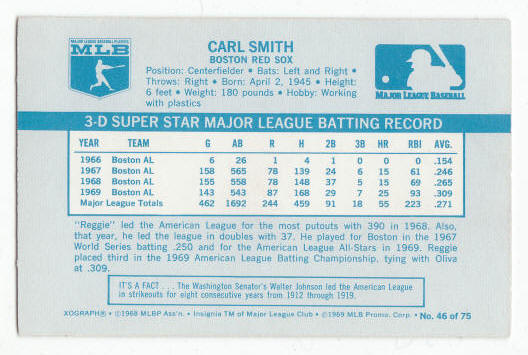 MAJOR LEAGUE BASEBALL PLAYERS
MLB
CARL SMITH
BOSTON RED SOX
Position: Centerfielder • Bats: Left and Right •
Throws: Right • Born: April 2, 1945 • Height:
6 feet • Weight: 180 pounds • Hobby: Working
with plastics
MAJOR LEAGUE BASEBALL
3-D SUPER STAR MAJOR LEAGUE BATTING RECORD
YEAR TEAM G AB R H 2B 3B HR RBI AVG.
1966 Boston AL 6 26 1 4 1 0 0 0 .154
1967 Boston AL 158 565 78 139 24 6 15 61 .246
1968 Boston AL 155 558 78 148 37 5 15 69 .265
1969 Boston AL 143 543 87 168 29 7 25 93 .309
Major League Totals 462 1692 244 459 91 18 55 223 .271
"Reggie" led the American League for the most putouts with 390 in 1968. Also,
that year, he led the league in doubles with 37. He played for Boston in the 1967
World Series batting .250 and for the American League All-Stars in 1969. Reggie
placed third in the 1969 American League Batting Championship, tying with Oliva
at .309.
IT'S A FACT . . . The Washington Senator's Walter Johnson led the American League
in strikeouts for eight consecutive years from 1912 through 1919.
XOGRAPH® • ©1968 MLBP Ass'n. • Insignia TM of Major League Club • ©1969 MLB Promo. Corp. • No. 46 of 75